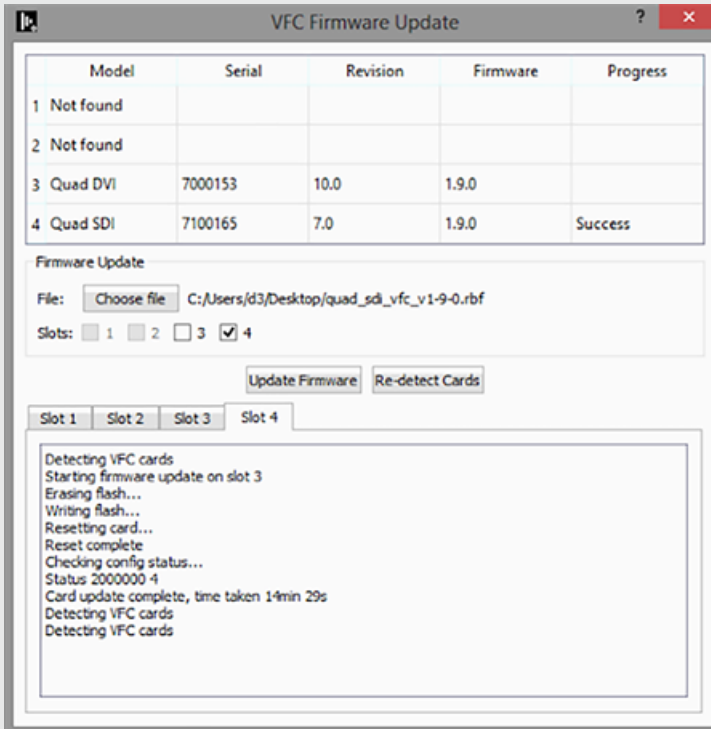 VFC Firmware Update ? ×
Model Serial Revision Firmware Progress
1 Not found
2 Not found
3 Quad DVI 7000153 10.0 1.9.0
4 Quad SDI 7100165 7.0 1.9.0 Success
Firmware Update
File: Choose file C:/Users/d3/Desktop/quad_sdi_vfc_v1-9-0.rbf
Slots: 1 2 3 4
Update Firmware Re-detect Cards
Slot 1 Slot 2 Slot 3 Slot 4
Detecting VFC cards
Starting firmware update on slot 3
Erasing flash...
Writing flash...
Resetting card...
Reset complete
Checking config status...
Status 2000000 4
Card update complete, time taken 14min 29s
Detecting VFC cards
Detecting VFC cards